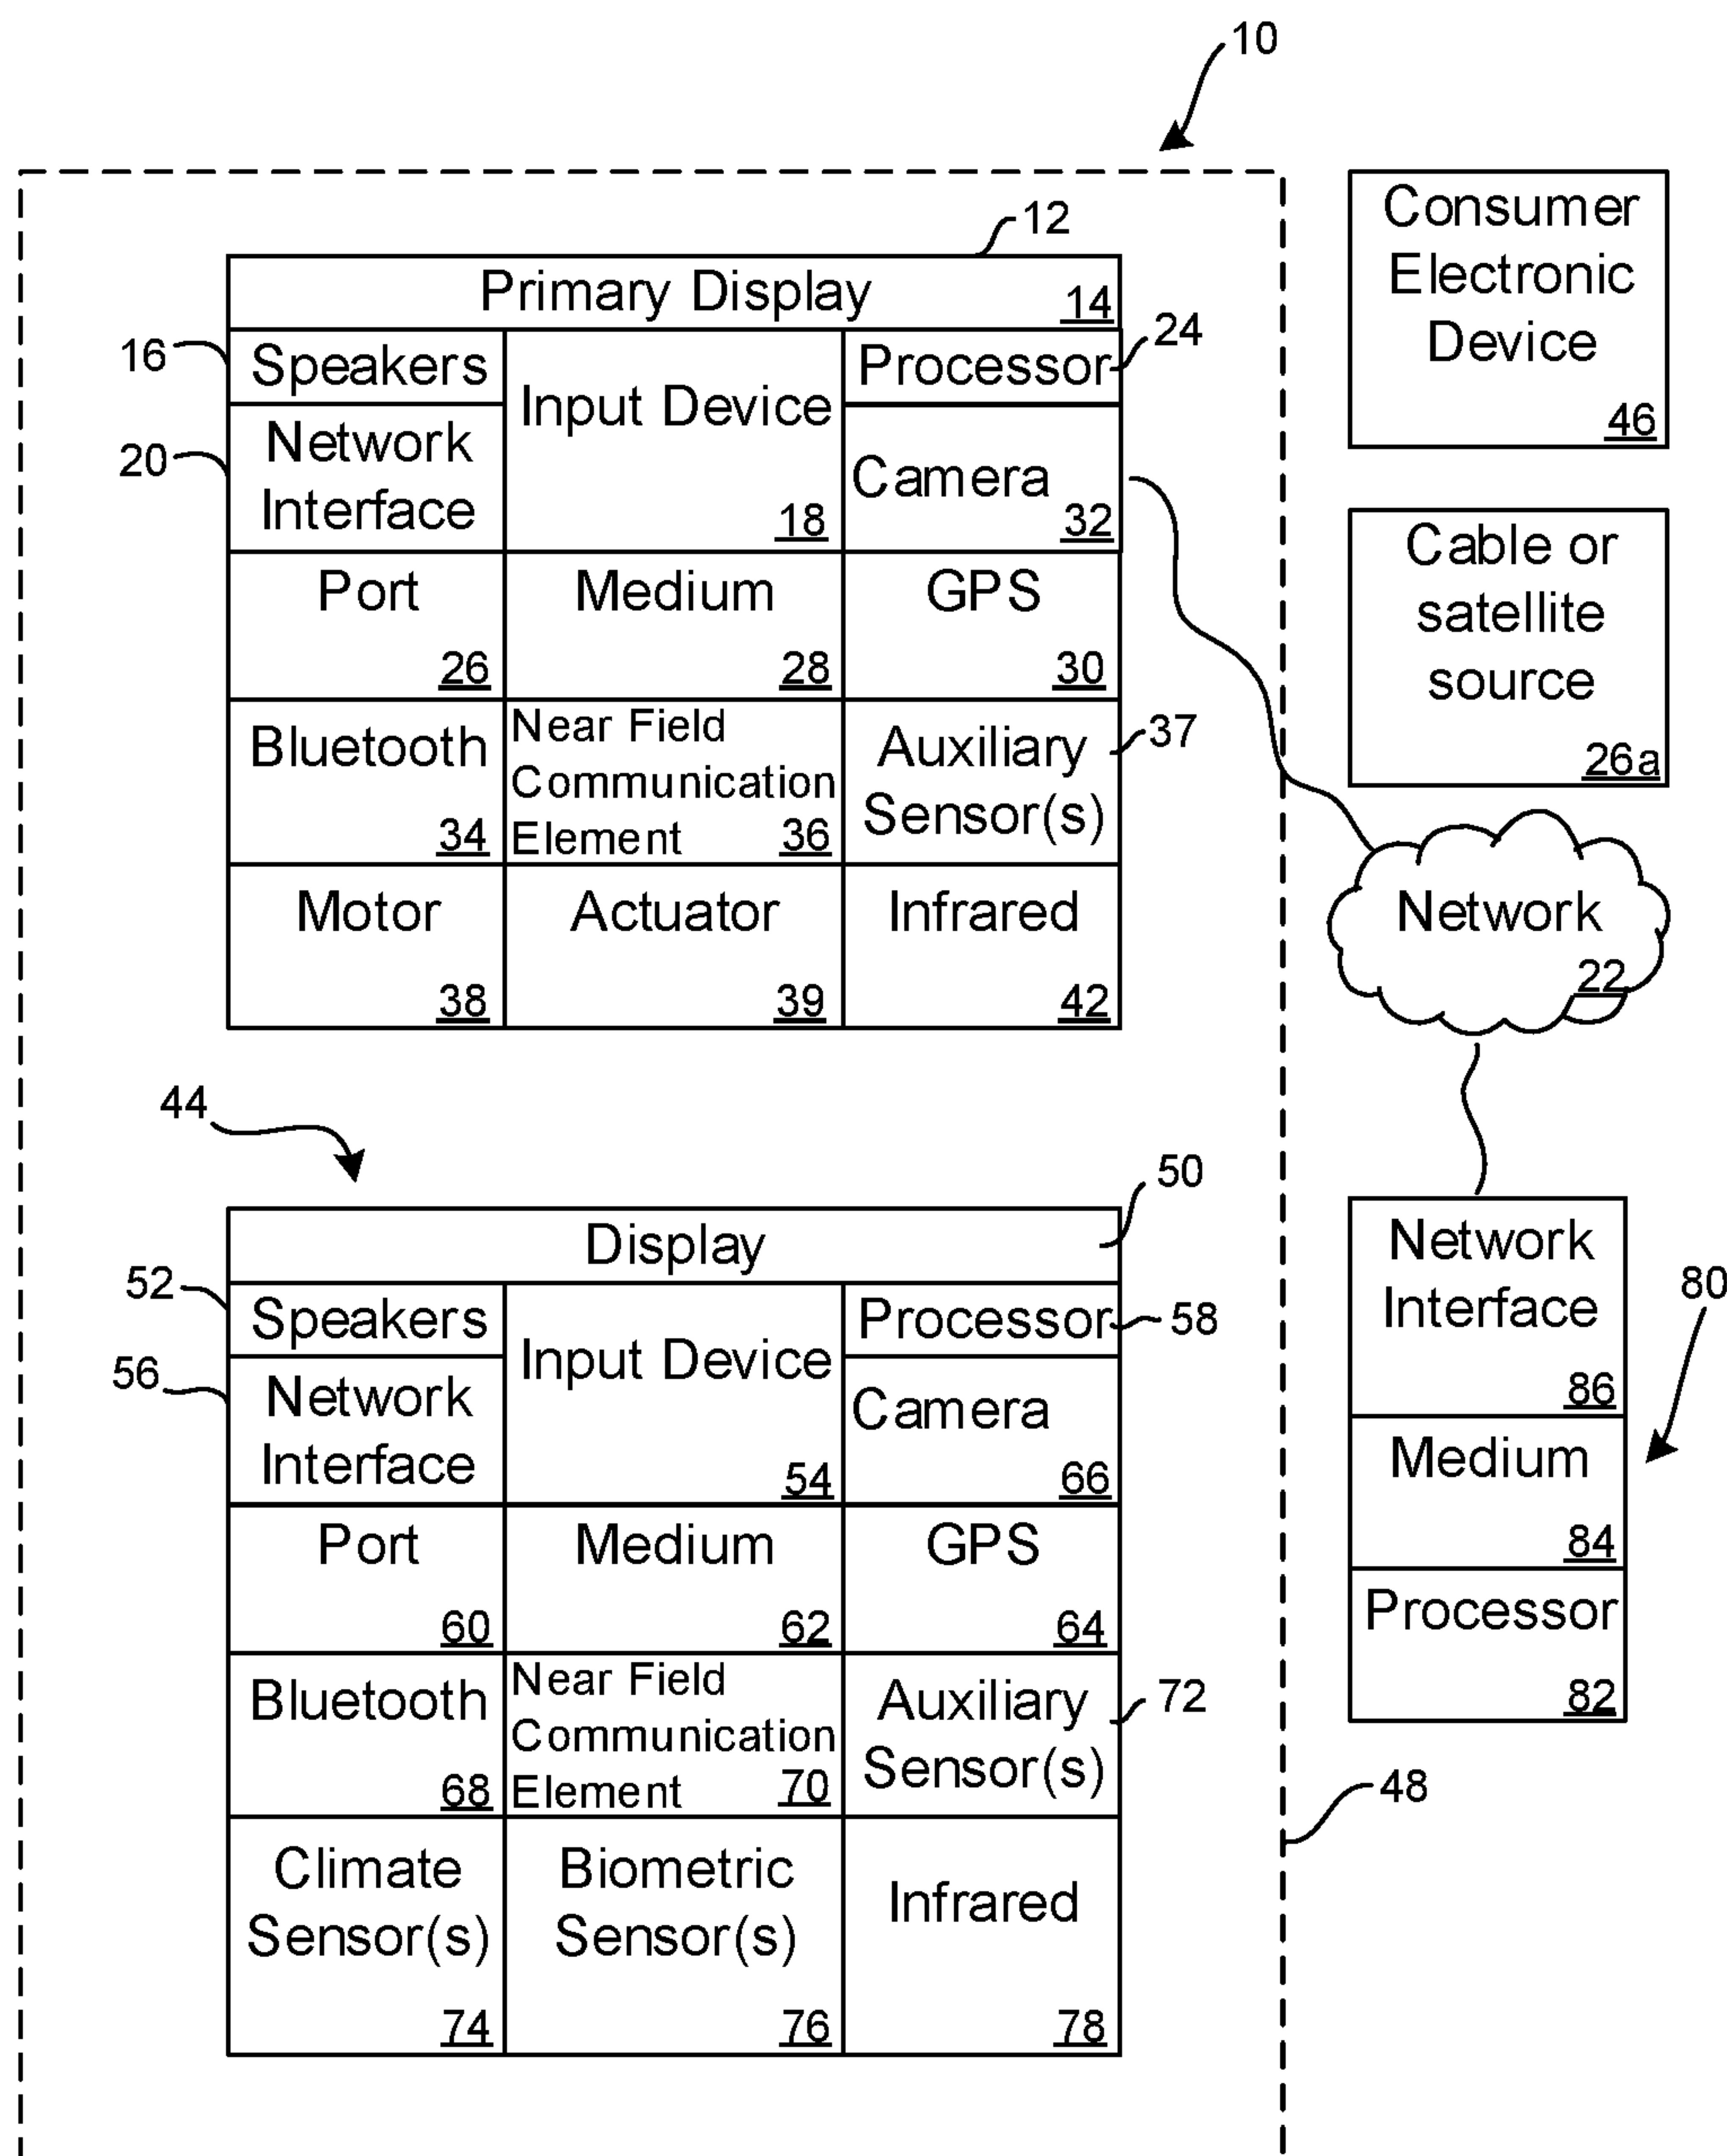 10
12
Primary Display
14
16
Speakers
Input Device
18
Processor
24
20
Network
Interface
Camera
32
Port
26
Medium
28
GPS
30
Bluetooth
34
Near Field
Communication
Element
36
Auxiliary
Sensor(s)
37
Motor
38
Actuator
39
Infrared
42
Consumer
Electronic
Device
46
Cable or
satellite
source
26a
Network
22
44
50
Display
52
Speakers
Input Device
54
Processor
58
56
Network
Interface
Camera
66
Port
60
Medium
62
GPS
64
Bluetooth
68
Near Field
Communication
Element
70
Auxiliary
Sensor(s)
72
Climate
Sensor(s)
74
Biometric
Sensor(s)
76
Infrared
78
Network
Interface
86
80
Medium
84
Processor
82
48